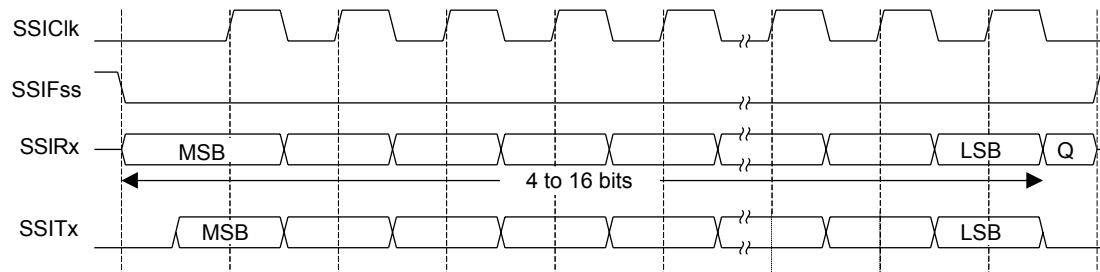 SSIClk
SSIFss
SSIRx MSB LSB Q
4 to 16 bits
SSITx MSB LSB